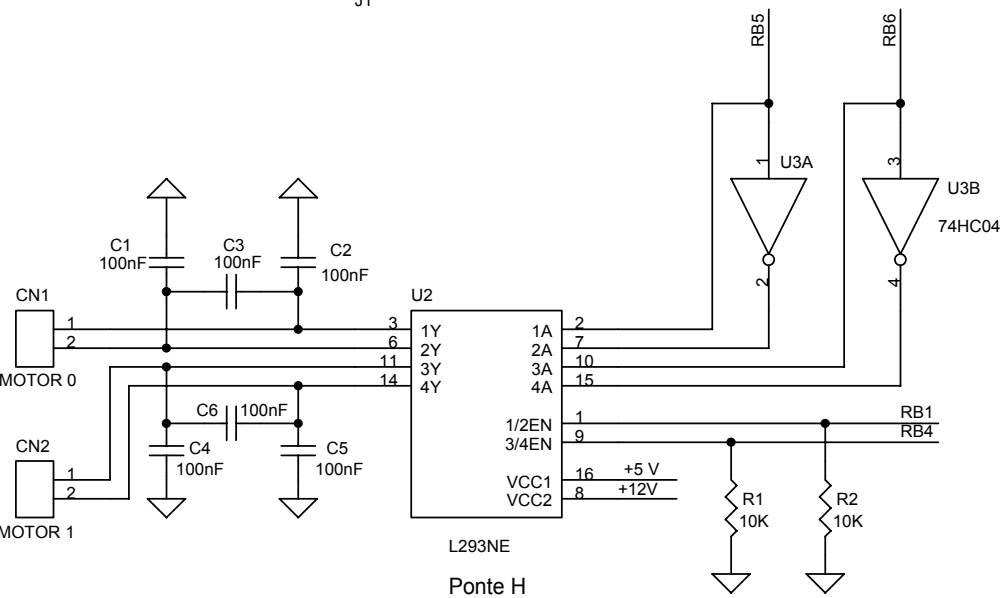 J1
RB5
RB6
1
U3A
3
U3B
74HC04
2
4
C1
100nF
C3
100nF
C2
100nF
CN1
1
2
MOTOR 0
U2
3 1Y
6 2Y
11 3Y
14 4Y
1A 2
2A 7
3A 10
4A 15
1/2EN 1 RB1
3/4EN 9 RB4
VCC1 16 +5 V
VCC2 8 +12V
C6 100nF
C4
100nF
C5
100nF
CN2
1
2
MOTOR 1
R1
10K
R2
10K
L293NE
Ponte H